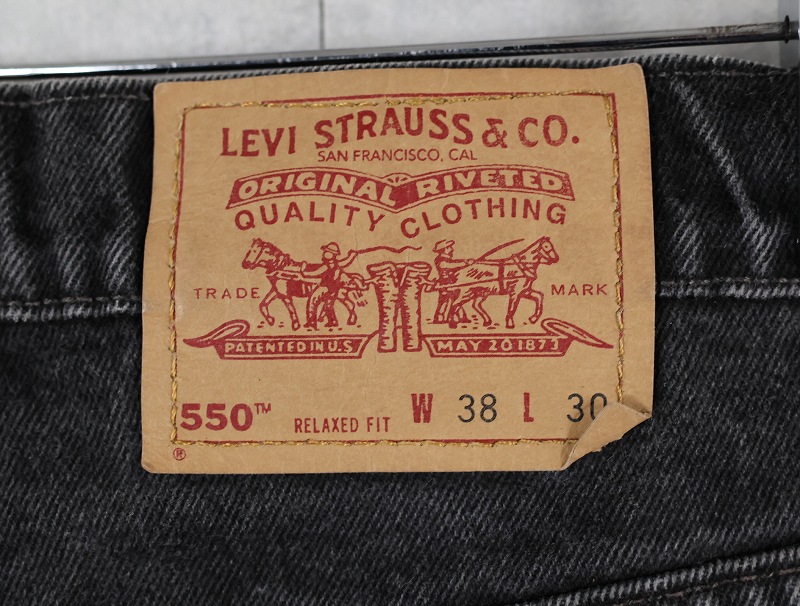 LEVI STRAUSS & CO.
SAN FRANCISCO, CAL
ORIGINAL RIVETED
QUALITY CLOTHING
TRADE MARK
PATENTED IN U.S MAY 20 1873
550™ RELAXED FIT W 38 L 30
®